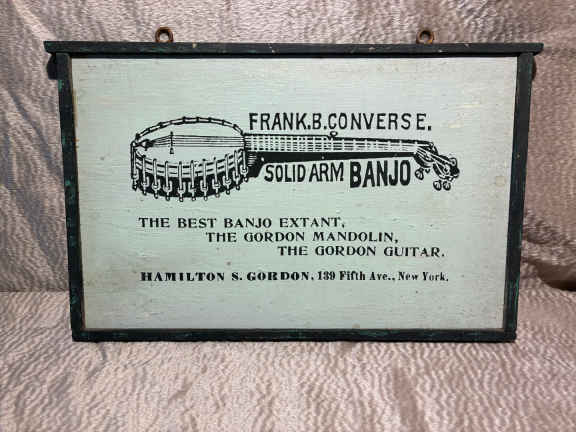 FRANK.B.CONVERSE.
SOLID ARM BANJO
THE BEST BANJO EXTANT,
THE GORDON MANDOLIN,
THE GORDON GUITAR.
HAMILTON S. GORDON, 139 Fifth Ave., New York.